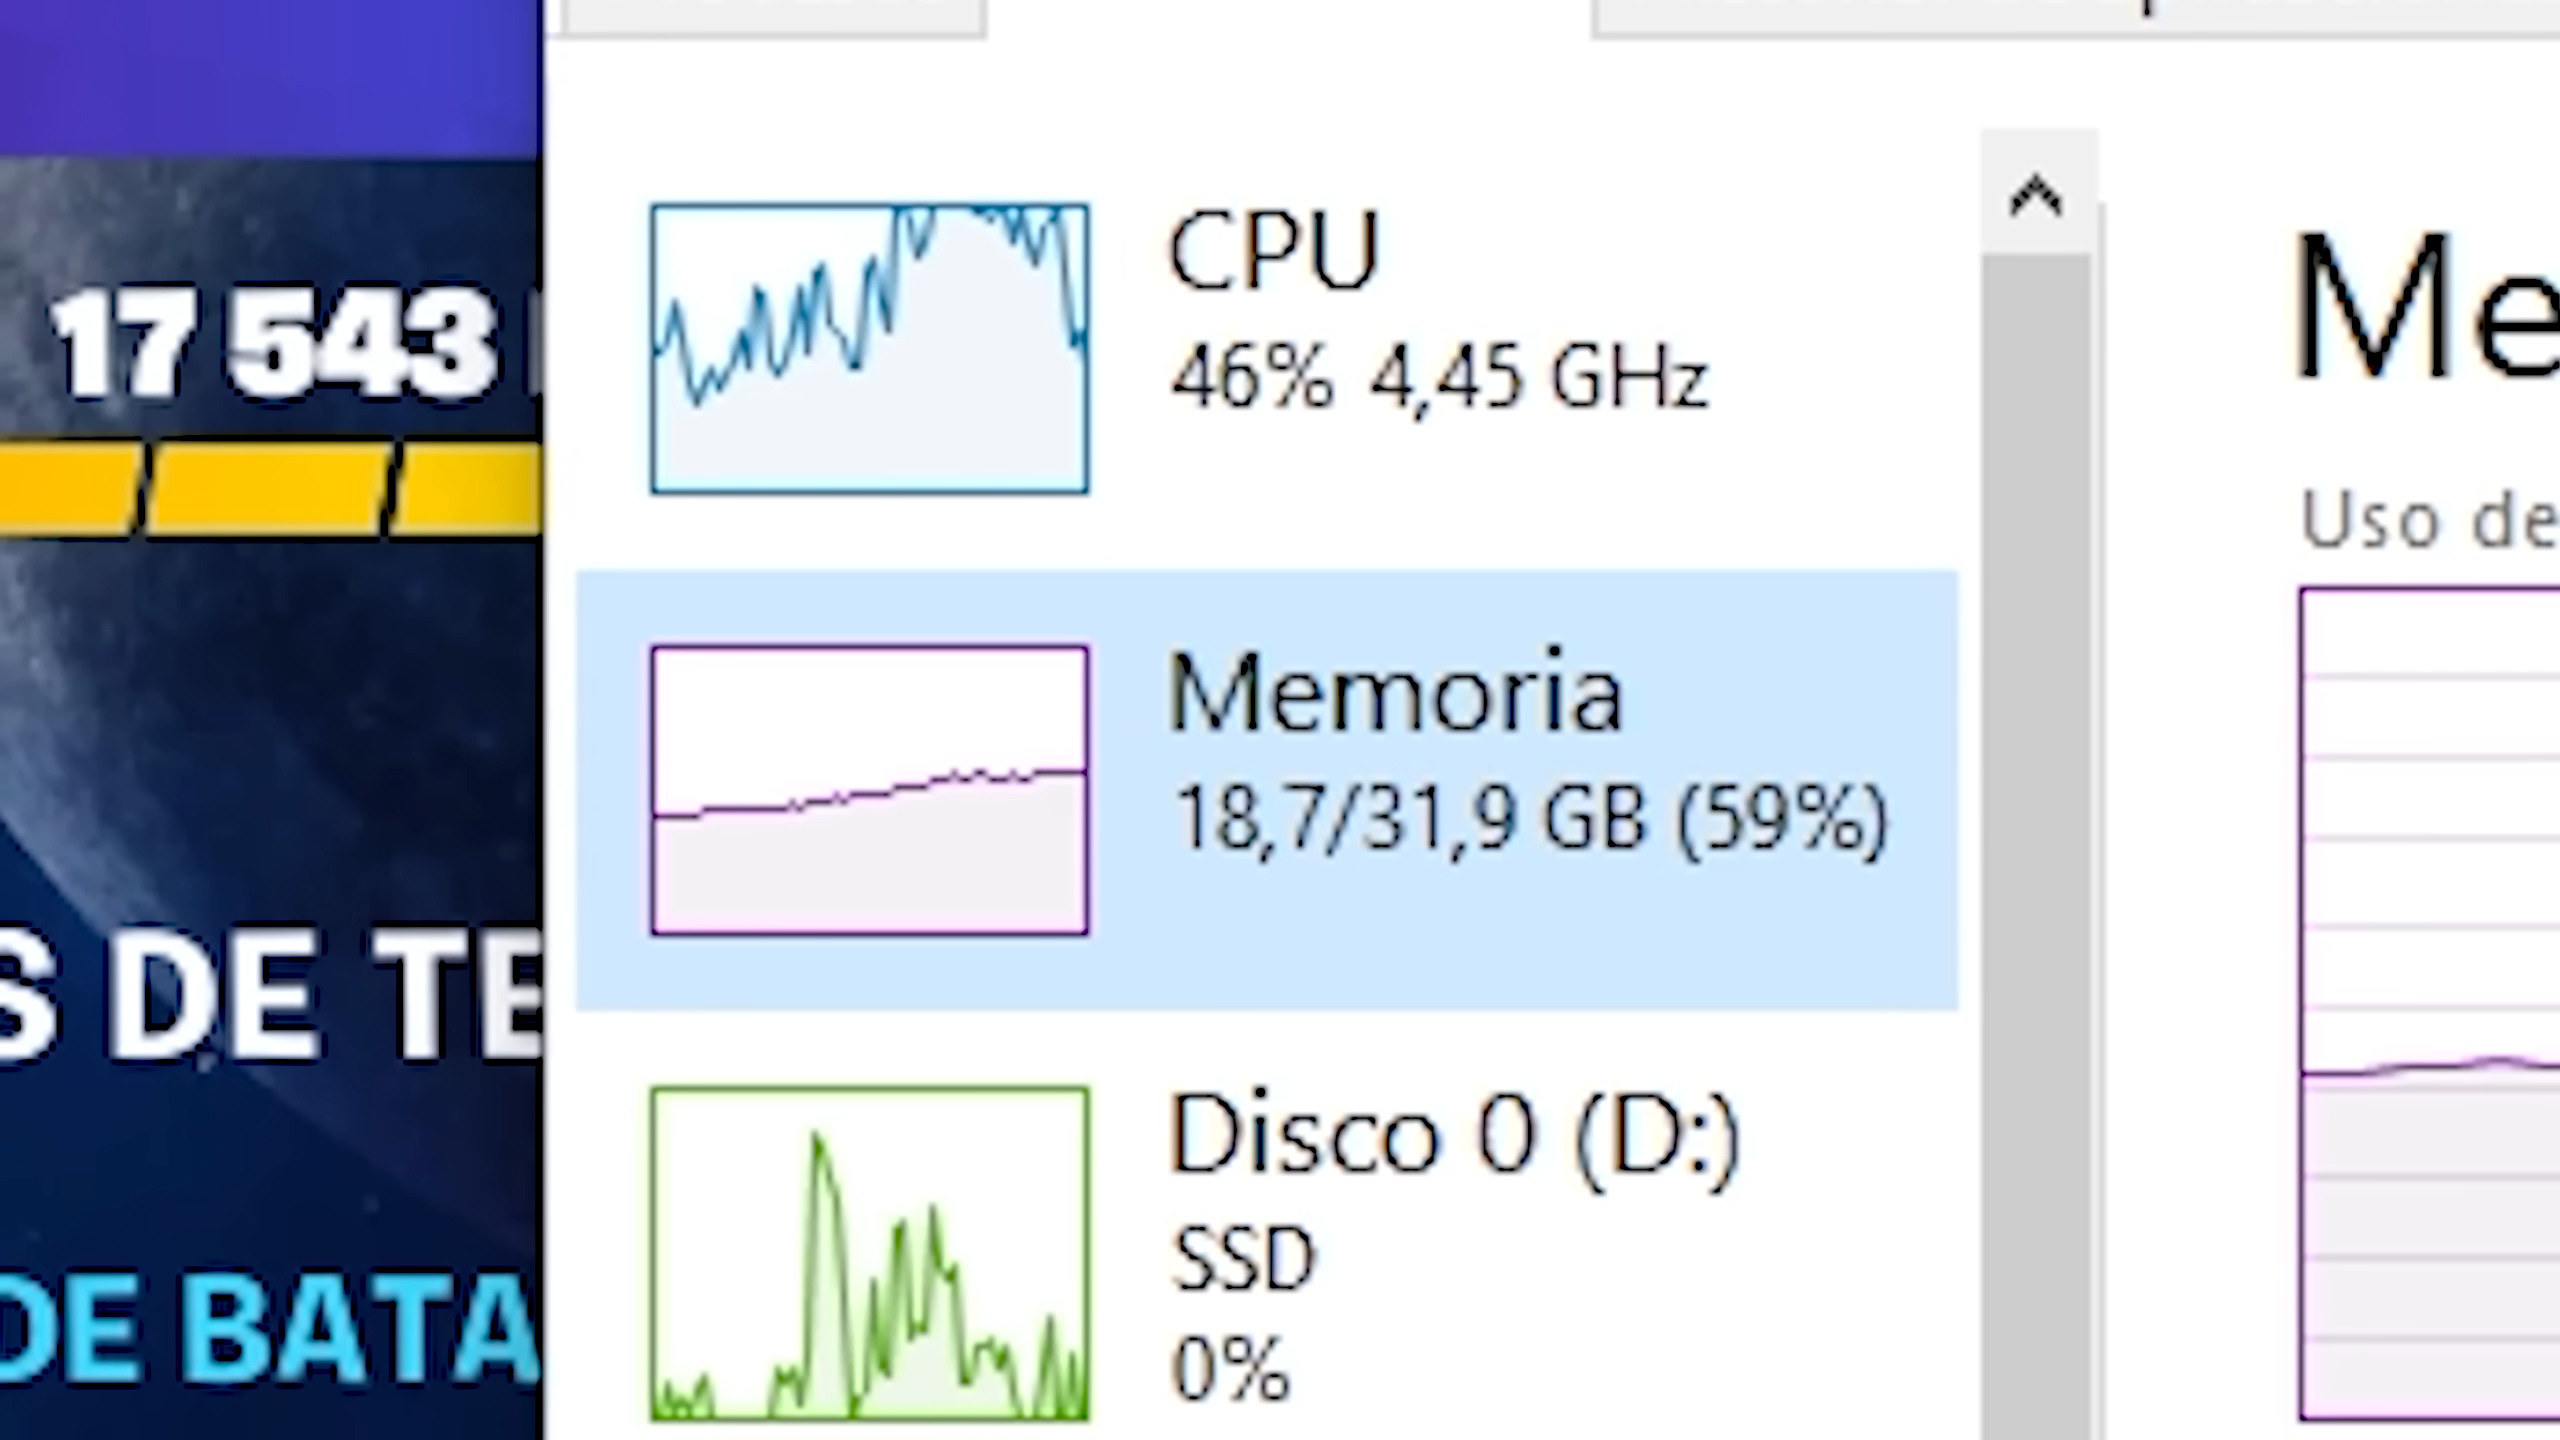 17 543
S DE TE
DE BATA
CPU
46% 4,45 GHz
Memoria
18,7/31,9 GB (59%)
Disco 0 (D:)
SSD
0%
Me
Uso de